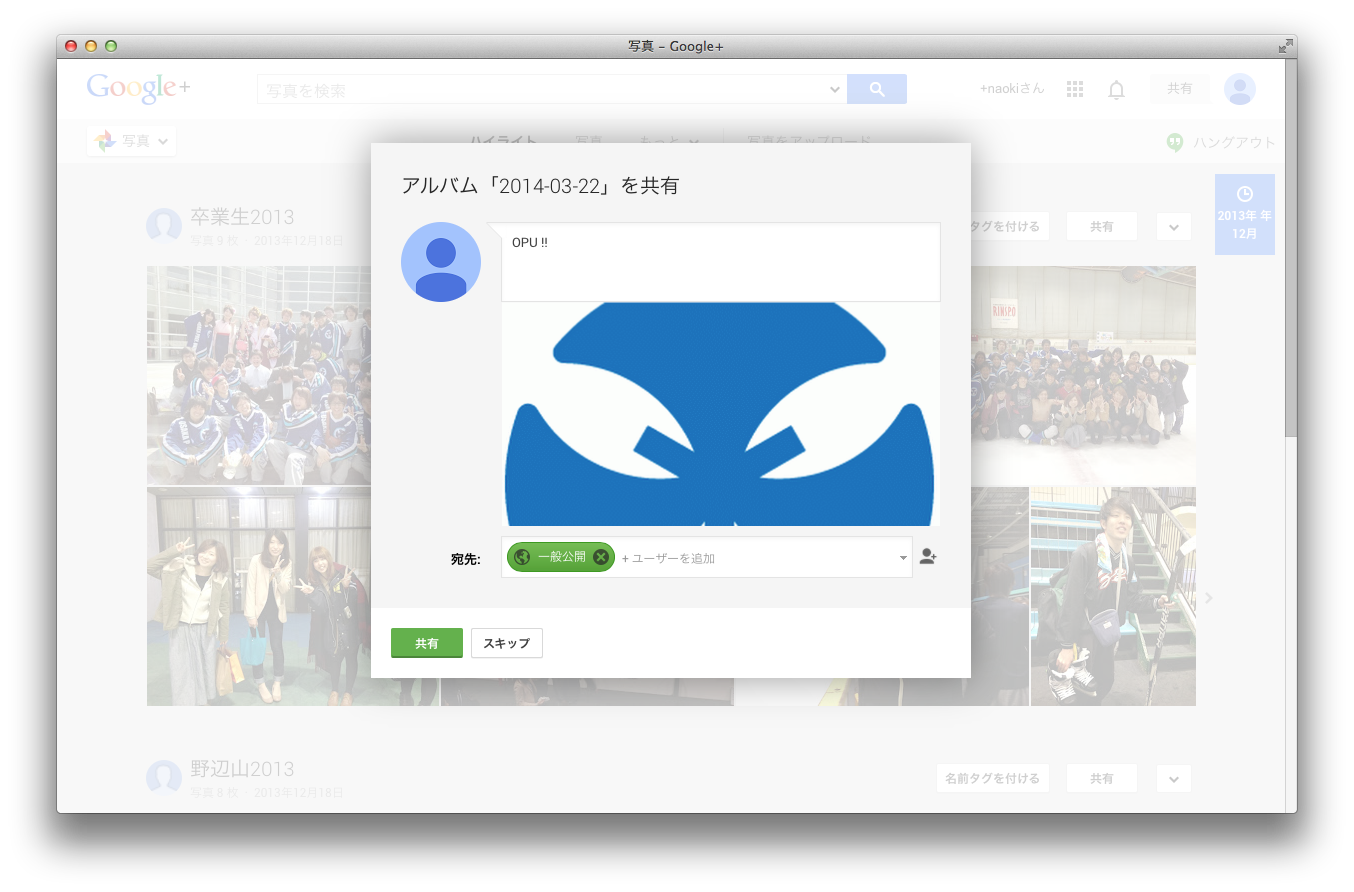 写真 – Google+
Google+
写真を検索
+naokiさん
共有
写真
ハイライト 写真 もっと 写真をアップロード
ハングアウト
アルバム「2014-03-22」を共有
卒業生2013
写真 9 枚 2013年12月18日
タグを付ける
共有
2013年 年
12月
OPU !!
RINSPO
宛先:
一般公開
+ ユーザーを追加
共有
スキップ
野辺山2013
写真 8 枚 2013年12月18日
名前タグを付ける
共有